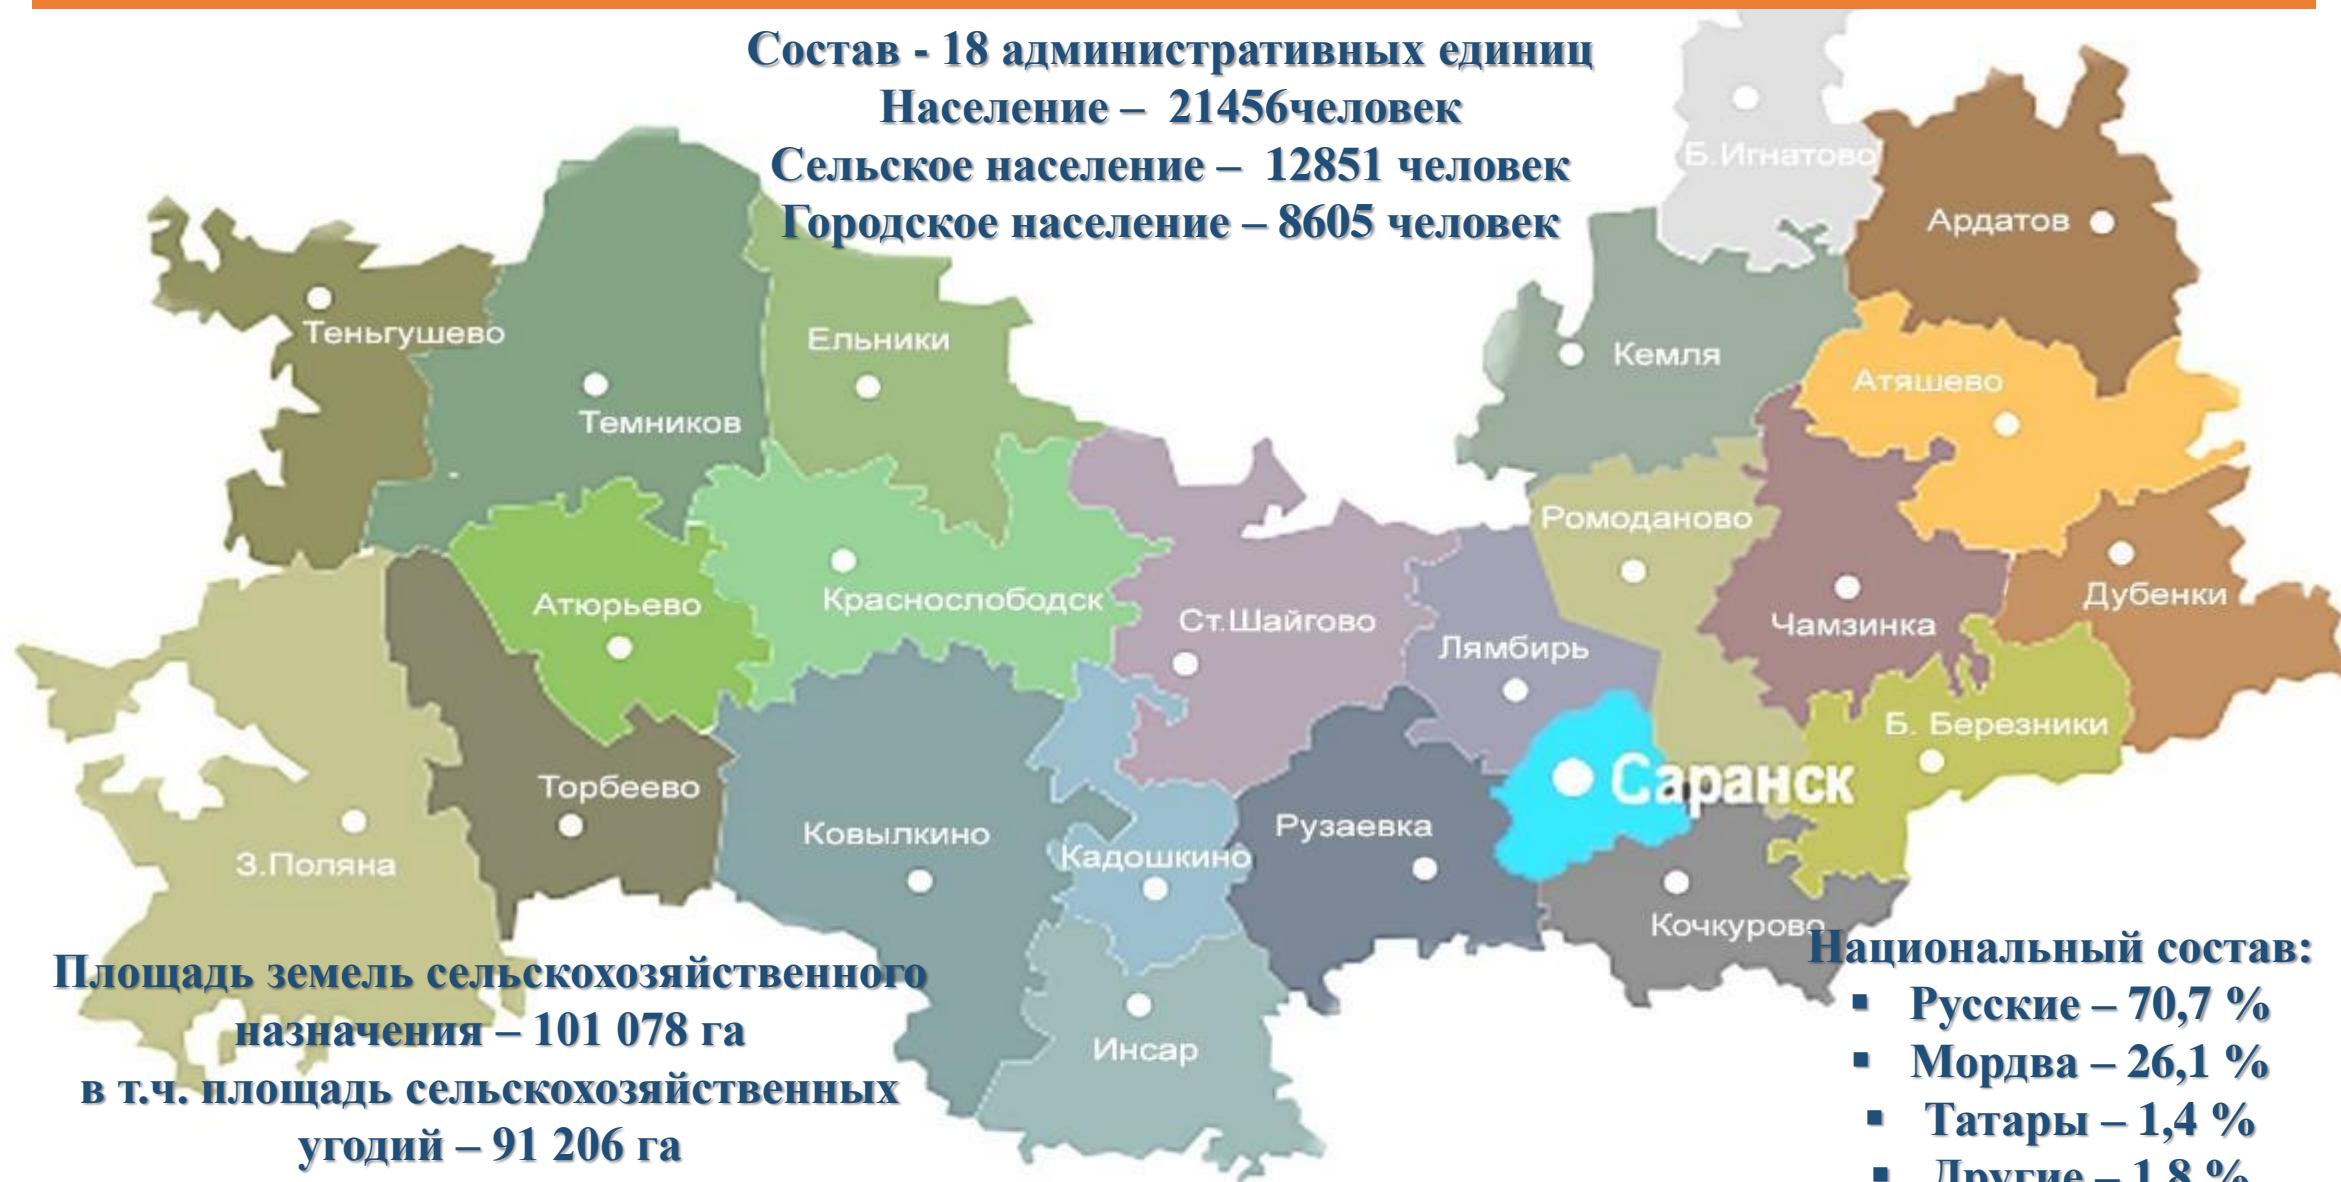 Состав - 18 административных единиц
Население – 21456человек
Сельское население – 12851 человек
Городское население – 8605 человек
Б.Игнатово
Ардатов
Теньгушево
Ельники
Кемля
Атяшево
Темников
Ромоданово
Атюрьево
Краснослободск
Ст.Шайгово
Лямбирь
Чамзинка
Дубенки
Б. Березники
Торбеево
Саранск
Ковылкино
Рузаевка
Кадошкино
З.Поляна
Кочкурово
Инсар
Площадь земель сельскохозяйственного
назначения – 101 078 га
в т.ч. площадь сельскохозяйственных
угодий – 91 206 га
Национальный состав:
▪ Русские – 70,7 %
▪ Мордва – 26,1 %
▪ Татары – 1,4 %
▪ Другие – 1,8 %